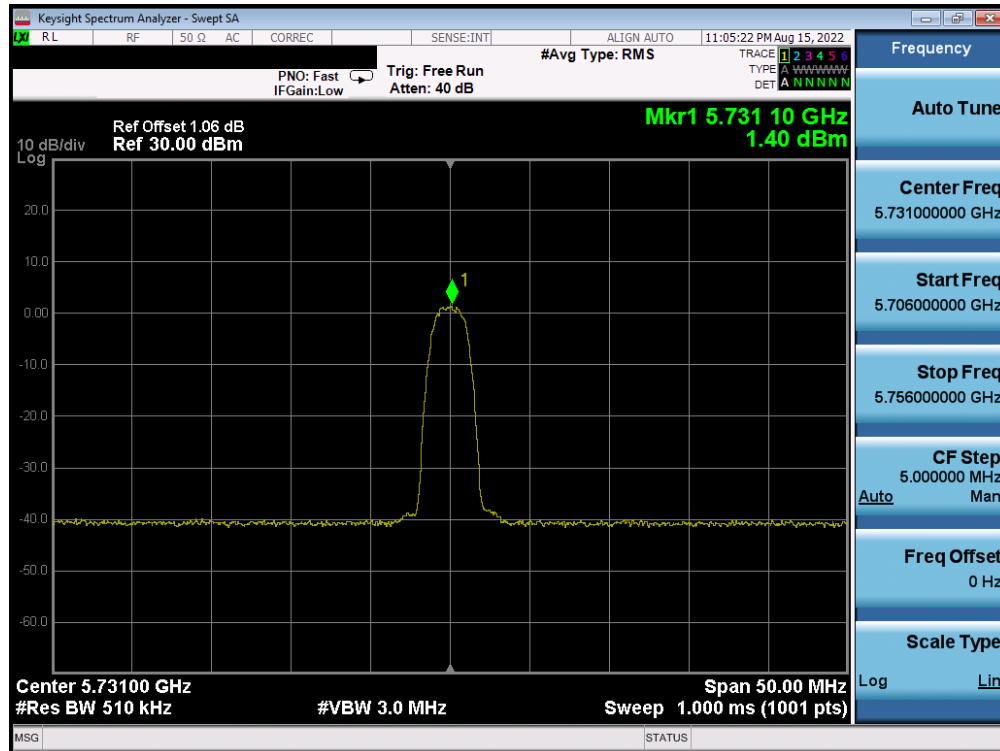 Keysight Spectrum Analyzer - Swept SA
LXI RL RF 50 Ω AC CORREC SENSE:INT ALIGN AUTO 11:05:22 PM Aug 15, 2022
PNO: Fast
IFGain:Low
Trig: Free Run
Atten: 40 dB
#Avg Type: RMS
TRACE 1 2 3 4 5 6
TYPE A WWWWW
DET A N N N N N
Ref Offset 1.06 dB
Ref 30.00 dBm
Mkr1 5.731 10 GHz
1.40 dBm
10 dB/div
Log
1
20.0
10.0
0.00
-10.0
-20.0
-30.0
-40.0
-50.0
-60.0
Center 5.73100 GHz
Span 50.00 MHz
#Res BW 510 kHz
#VBW 3.0 MHz
Sweep 1.000 ms (1001 pts)
MSG STATUS
Frequency
Auto Tune
Center Freq
5.731000000 GHz
Start Freq
5.706000000 GHz
Stop Freq
5.756000000 GHz
CF Step
5.000000 MHz
Auto Man
Freq Offset
0 Hz
Scale Type
Log Lin